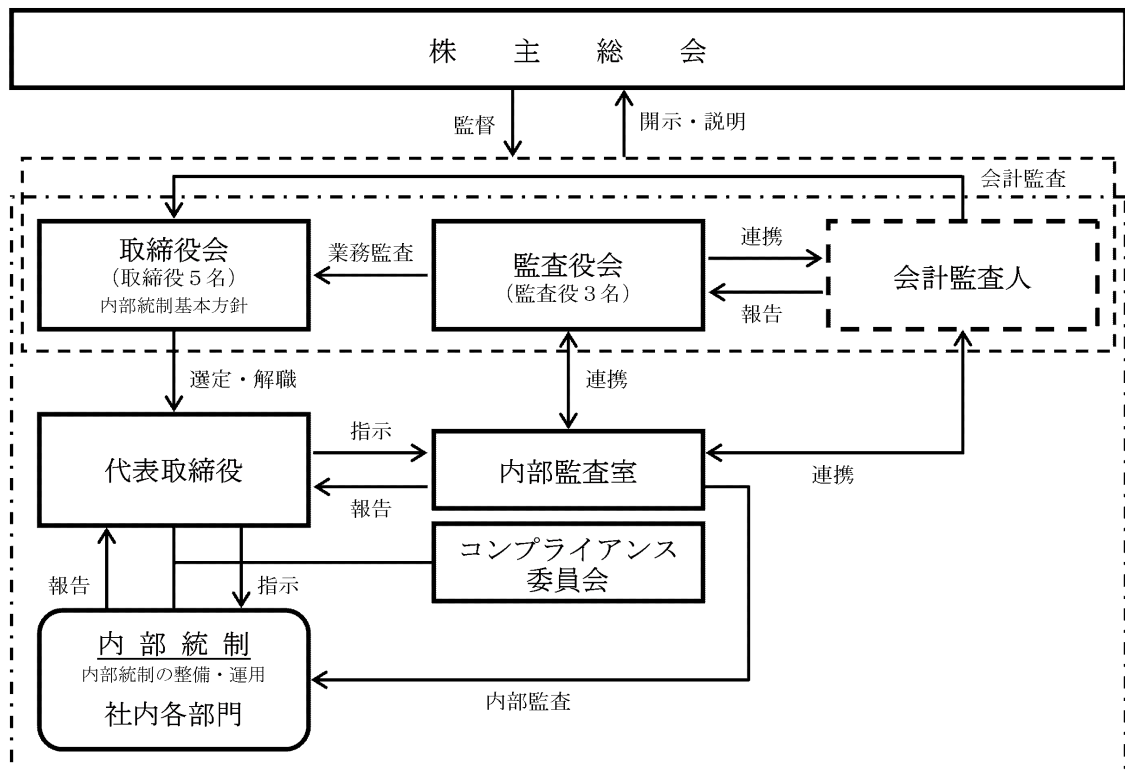 株主総会
監督
開示・説明
会計監査
取締役会
(取締役5名)
内部統制基本方針
業務監査
監査役会
(監査役3名)
連携
報告
会計監査人
選定・解職
連携
代表取締役
指示
報告
内部監査室
連携
コンプライアンス
委員会
報告
指示
内部統制
内部統制の整備・運用
社内各部門
内部監査